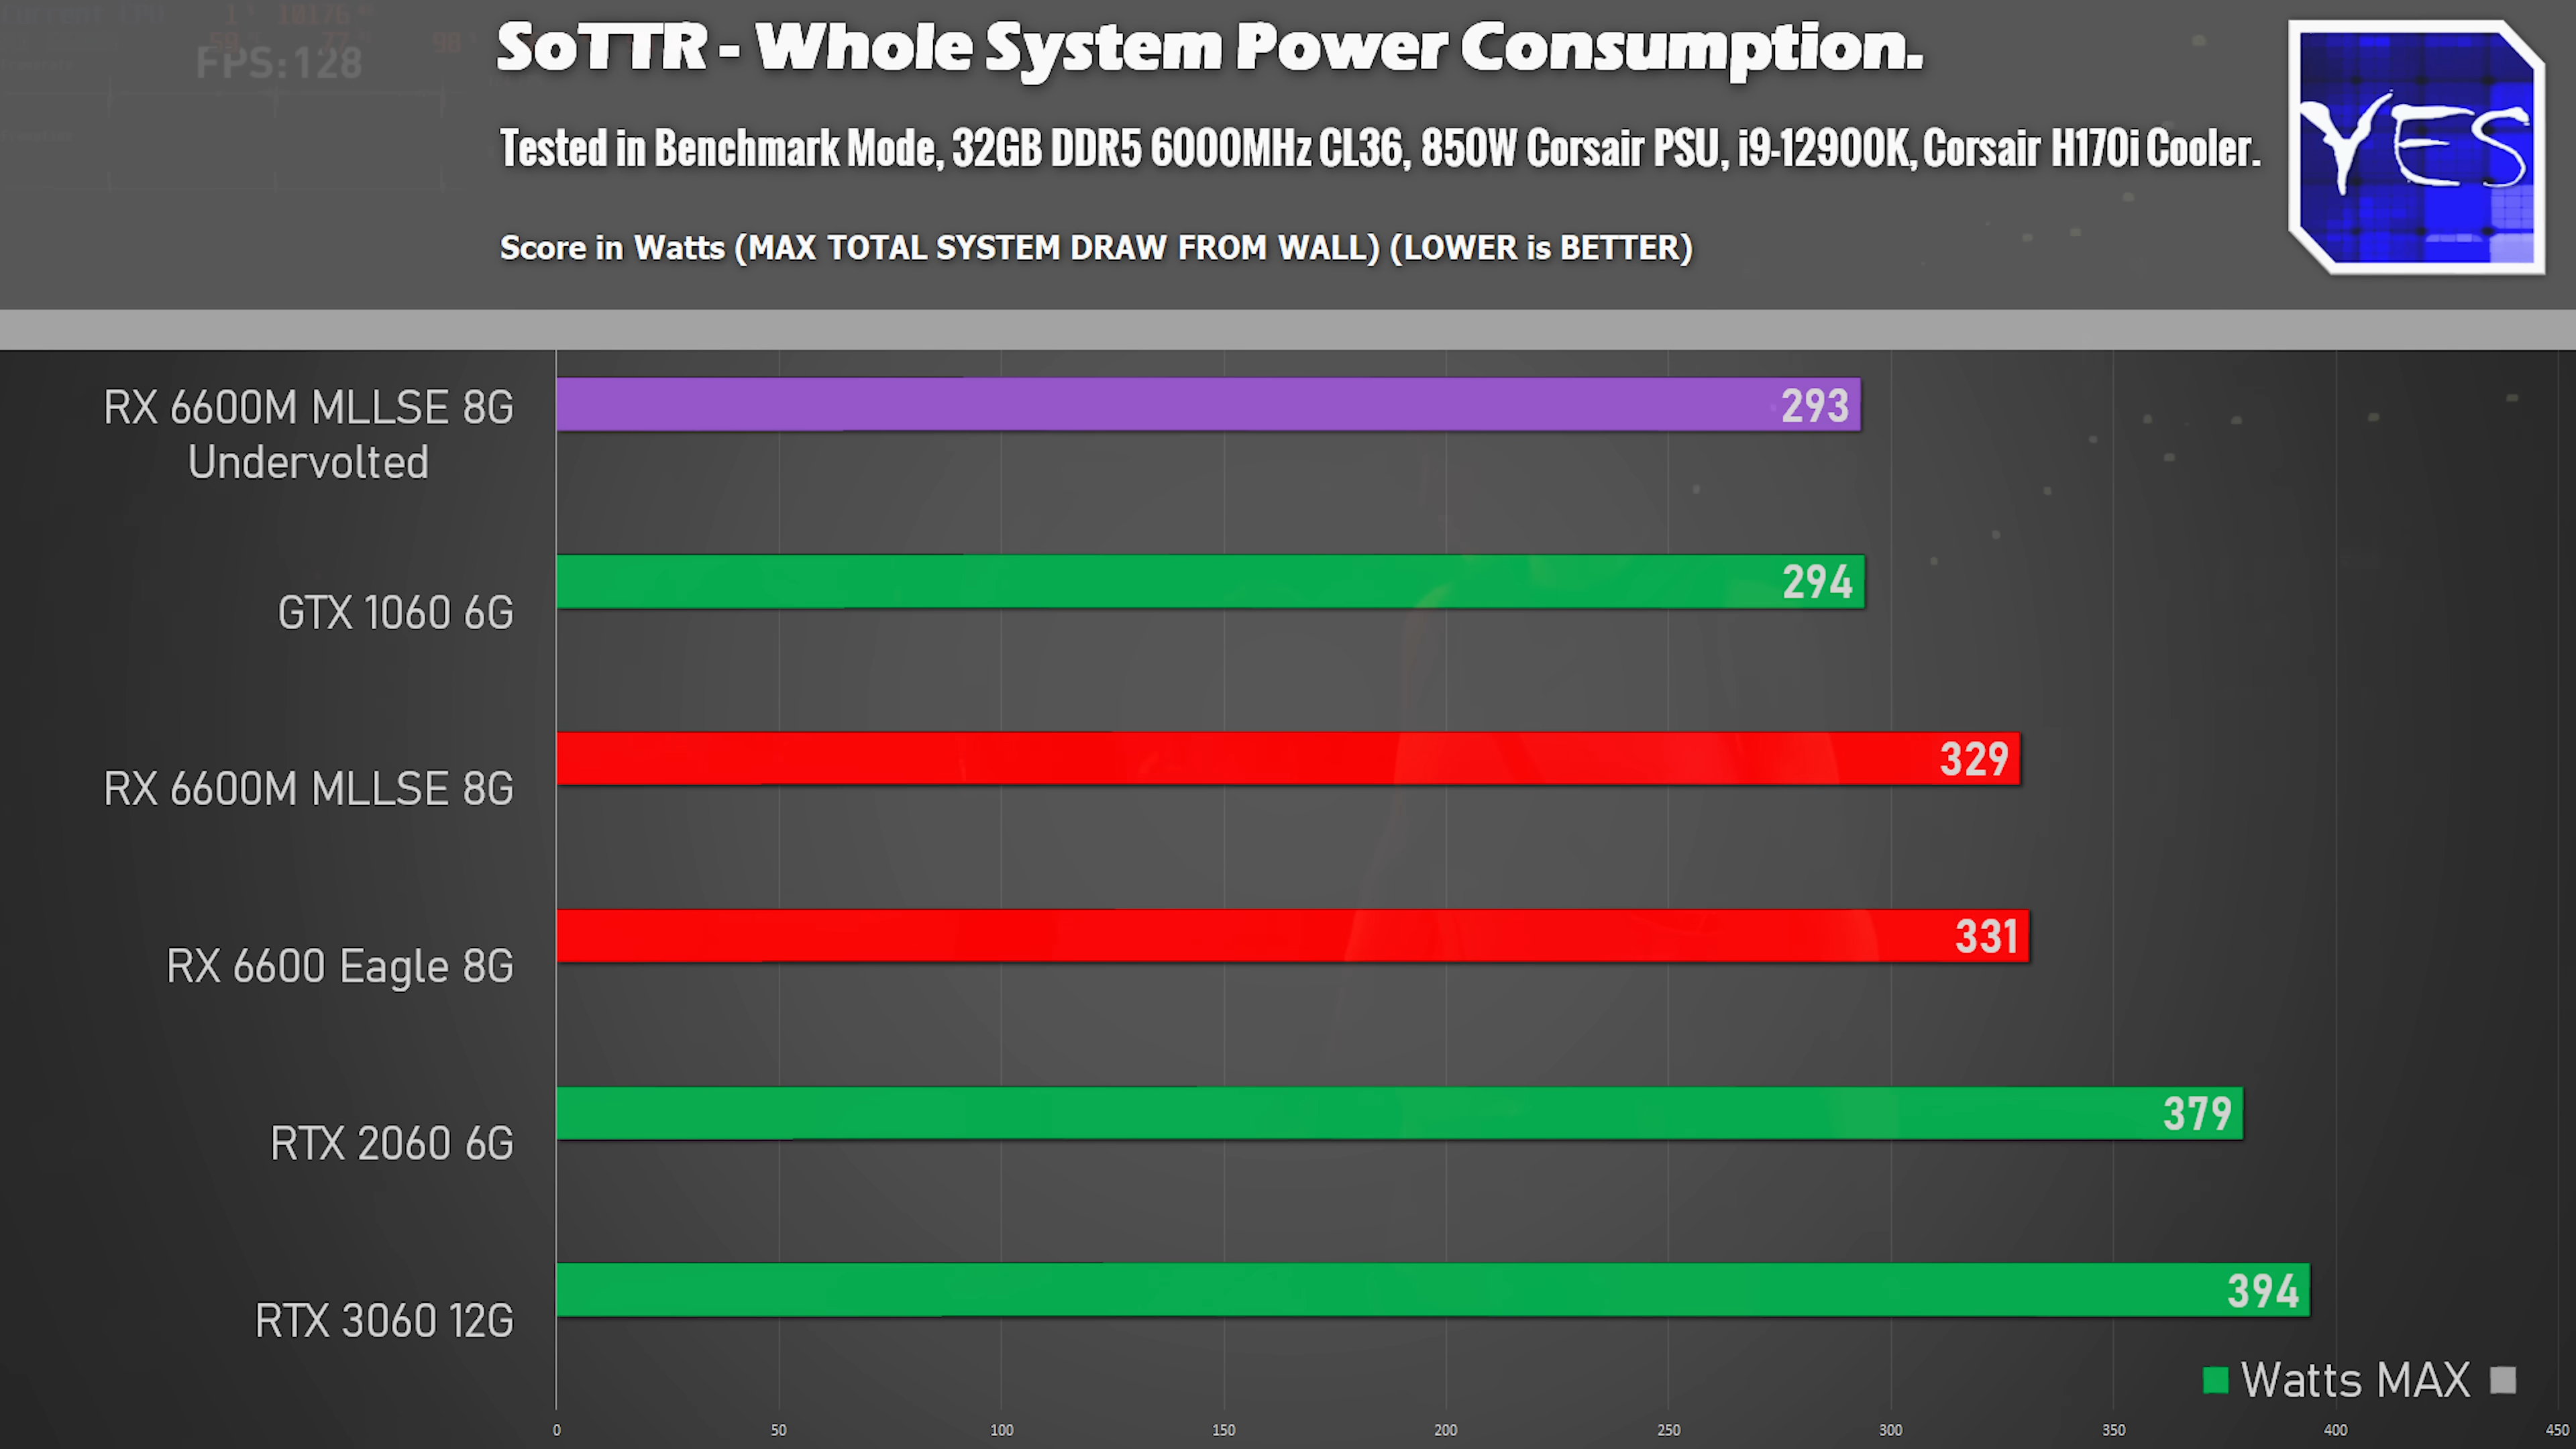 FPS:128
SoTTR - Whole System Power Consumption.
Tested in Benchmark Mode, 32GB DDR5 6000MHz CL36, 850W Corsair PSU, i9-12900K, Corsair H170i Cooler.
YES
Score in Watts (MAX TOTAL SYSTEM DRAW FROM WALL) (LOWER is BETTER)
RX 6600M MLLSE 8G
Undervolted
293
GTX 1060 6G
294
RX 6600M MLLSE 8G
329
RX 6600 Eagle 8G
331
RTX 2060 6G
379
RTX 3060 12G
394
Watts MAX
0 50 100 150 200 250 300 350 400 450